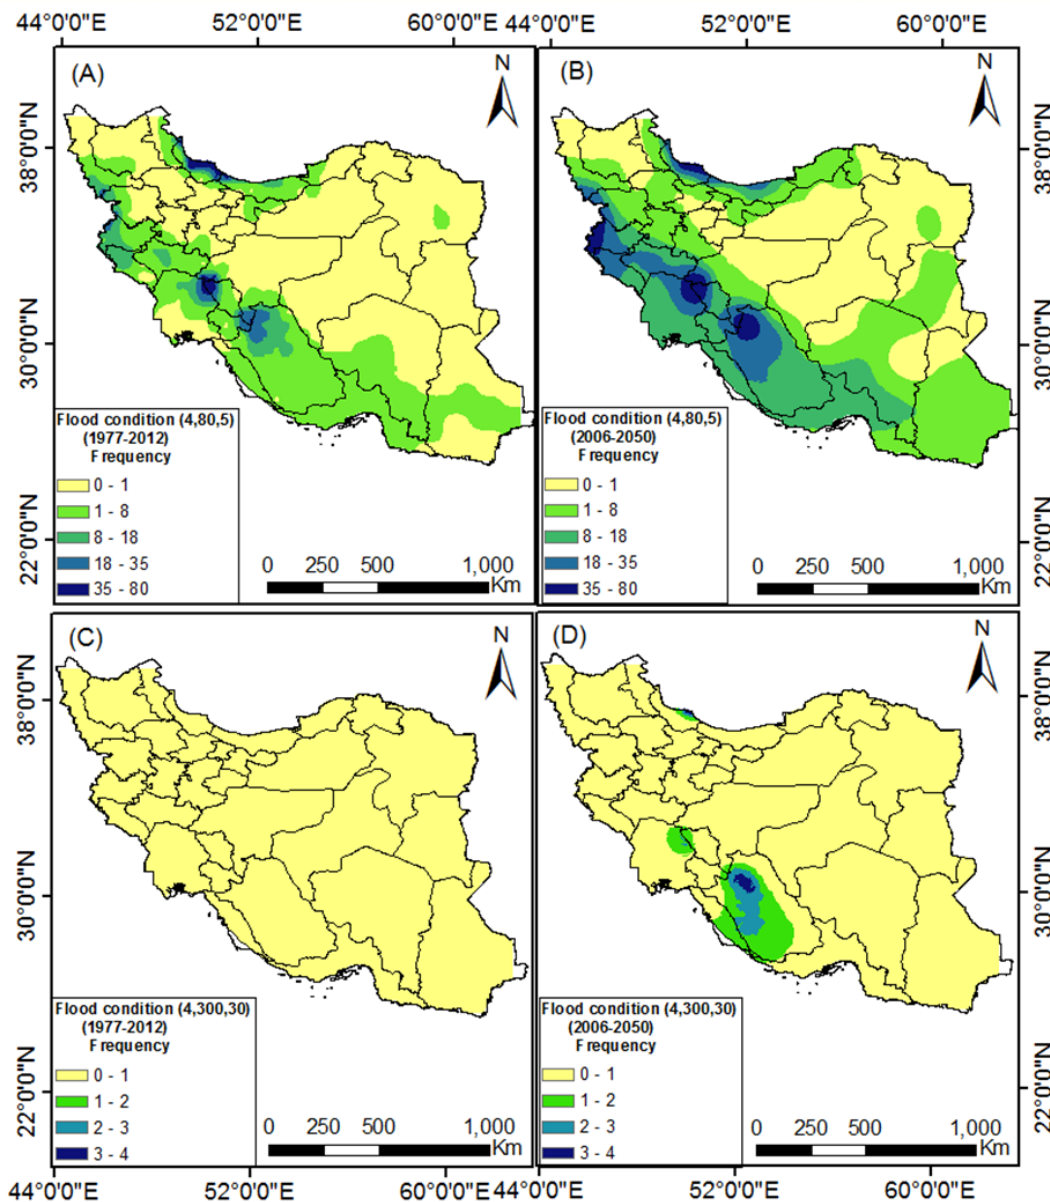 44°0'0"E 52°0'0"E 60°0'0"E 44°0'0"E 52°0'0"E 60°0'0"E
(A)
N
38°0'0"N
30°0'0"N
22°0'0"N
Flood condition (4,80,5)
(1977-2012)
Frequency
0 - 1
1 - 8
8 - 18
18 - 35
35 - 80
0 250 500 1,000
Km
(B)
N
38°0'0"N
30°0'0"N
22°0'0"N
Flood condition (4,80,5)
(2006-2050)
Frequency
0 - 1
1 - 8
8 - 18
18 - 35
35 - 80
0 250 500 1,000
Km
(C)
N
38°0'0"N
30°0'0"N
22°0'0"N
Flood condition (4,300,30)
(1977-2012)
Frequency
0 - 1
1 - 2
2 - 3
3 - 4
0 250 500 1,000
Km
(D)
N
38°0'0"N
30°0'0"N
22°0'0"N
Flood condition (4,300,30)
(2006-2050)
Frequency
0 - 1
1 - 2
2 - 3
3 - 4
0 250 500 1,000
Km
44°0'0"E 52°0'0"E 60°0'0"E 44°0'0"E 52°0'0"E 60°0'0"E